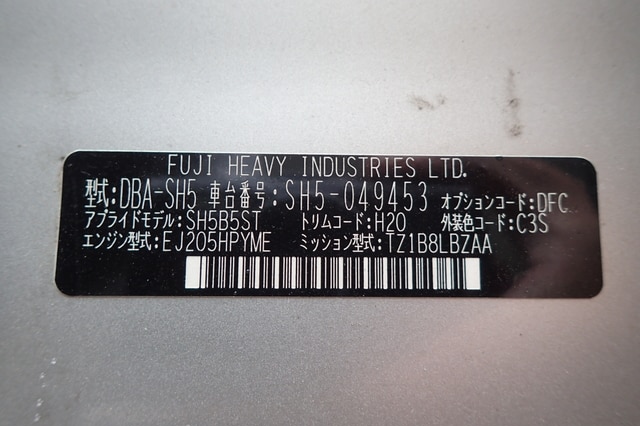 FUJI HEAVY INDUSTRIES LTD.
型式:DBA-SH5 車台番号:SH5-049453 オプションコード:DFC
アプライドモデル:SH5B5ST トリムコード:H20 外装色コード:C3S
エンジン型式:EJ205HPYME ミッション型式:TZ1B8LBZAA